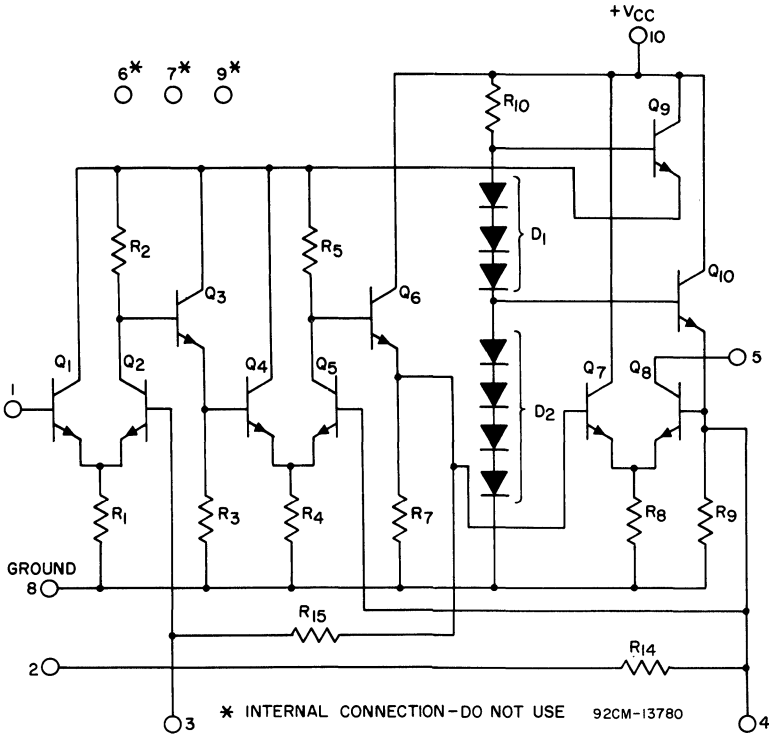 +VCC
10
6* 7* 9*
R10
Q9
D1
R2
R5
Q3
Q6
Q10
Q1
Q2
Q4
Q5
Q7
Q8
5
1
D2
R1
R3
R4
R7
R8
R9
GROUND
8
R15
R14
2
* INTERNAL CONNECTION-DO NOT USE 92CM-13780
3
4